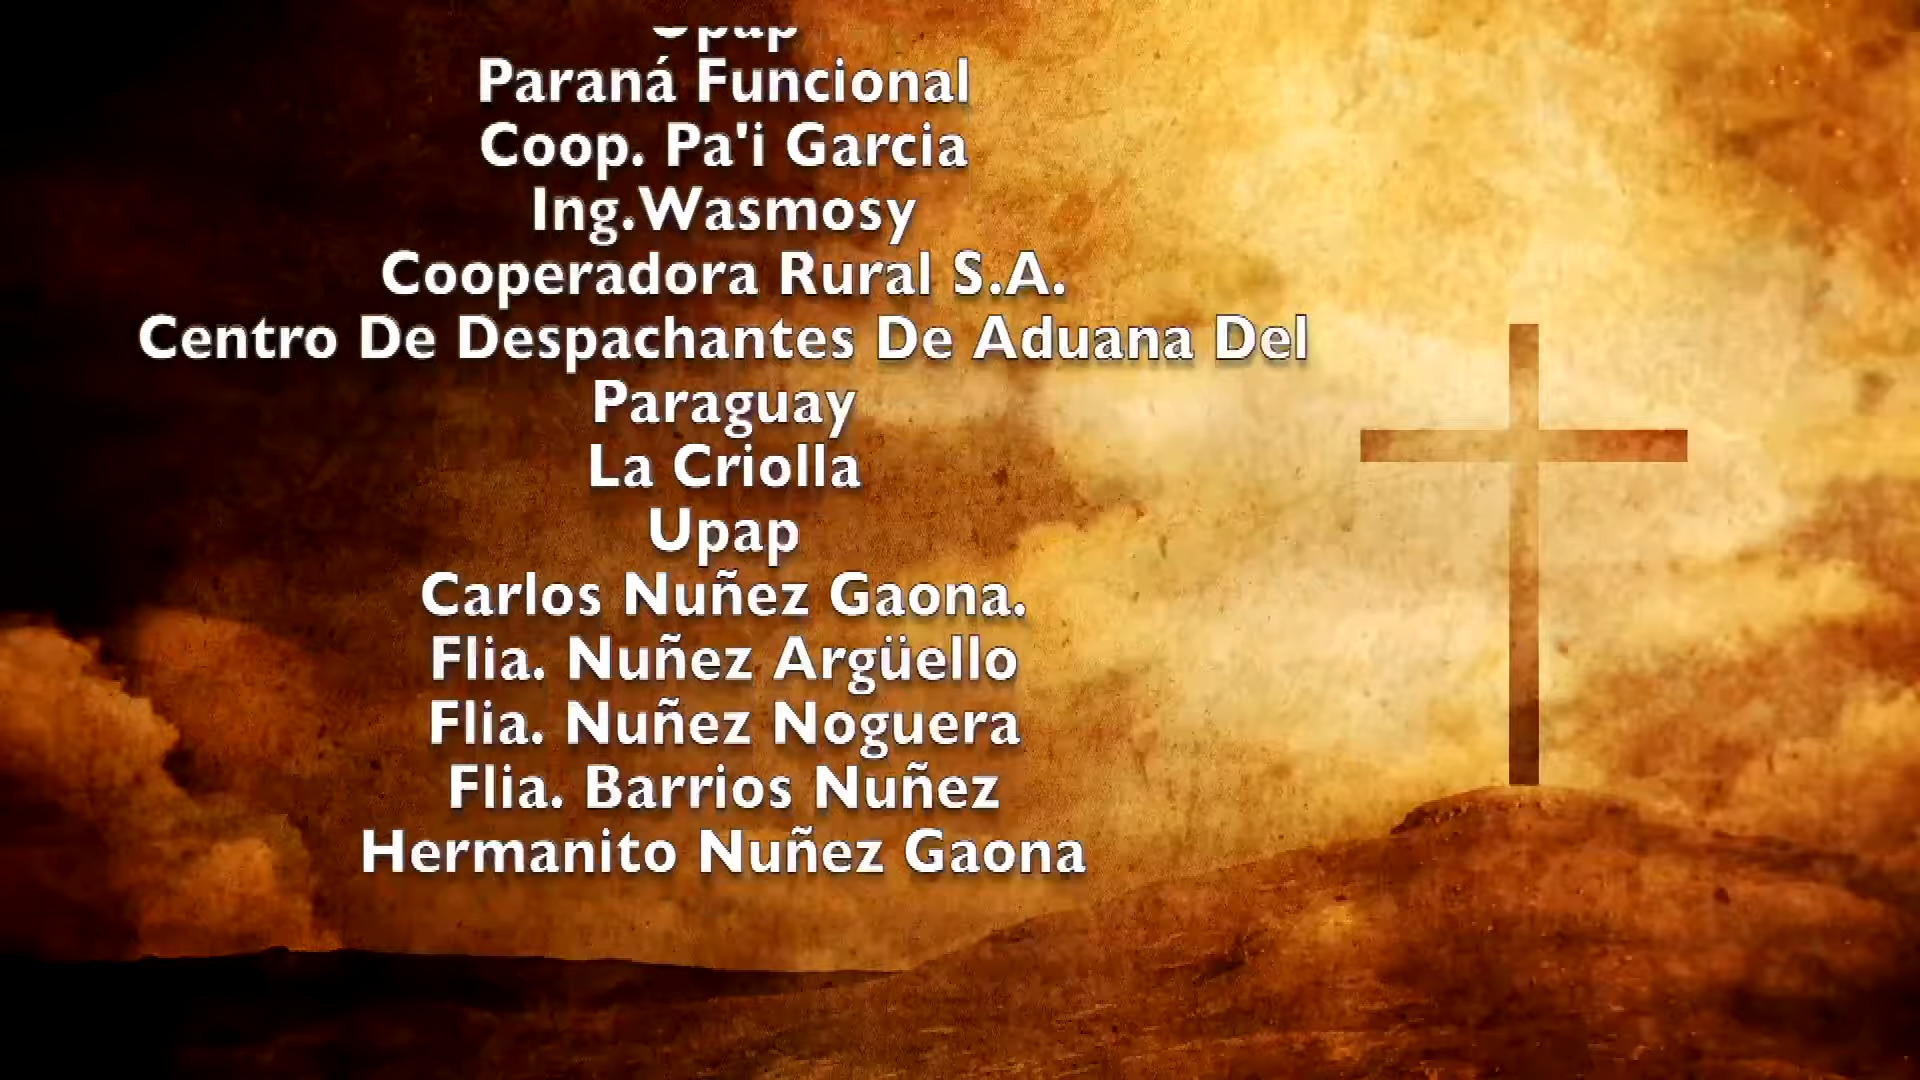 Paraná Funcional
Coop. Pa'i Garcia
Ing.Wasmosy
Cooperadora Rural S.A.
Centro De Despachantes De Aduana Del
Paraguay
La Criolla
Upap
Carlos Nuñez Gaona.
Flia. Nuñez Argüello
Flia. Nuñez Noguera
Flia. Barrios Nuñez
Hermanito Nuñez Gaona